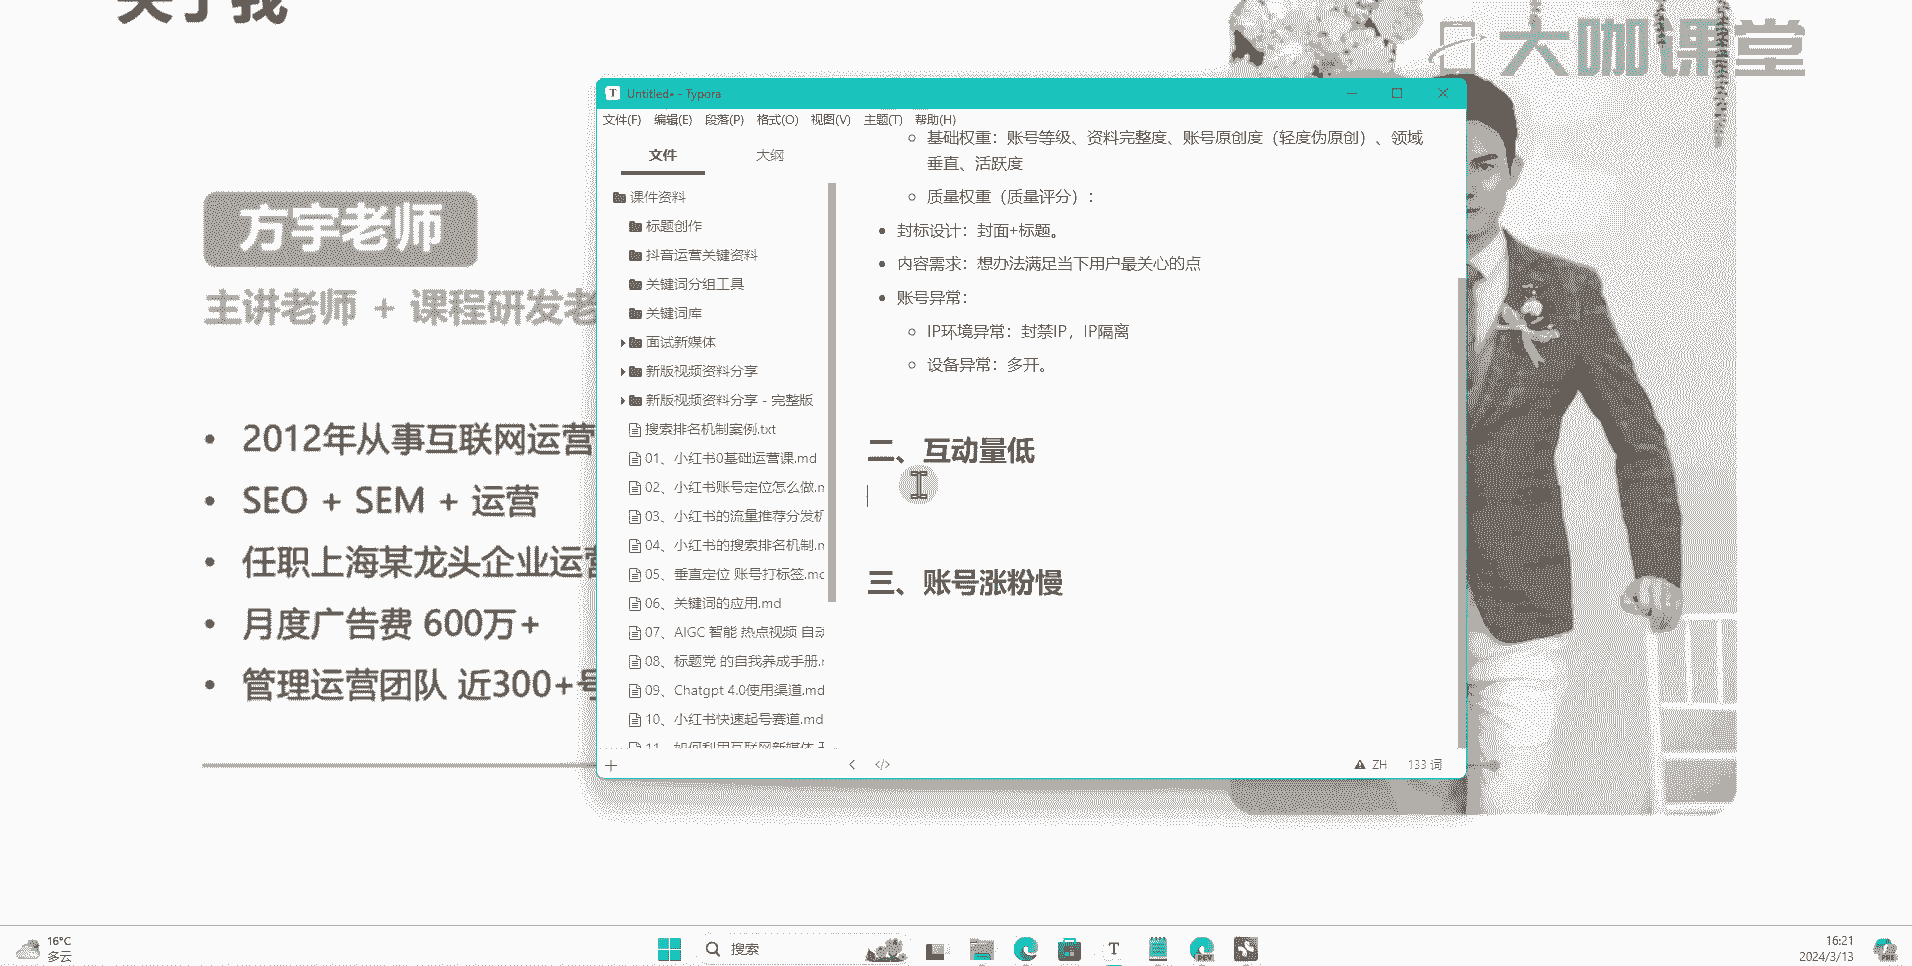 关于我
大咖课堂
方宇老师
主讲老师 + 课程研发老
2012年从事互联网运营
SEO + SEM + 运营
任职上海某龙头企业运营
月度广告费 600万+
管理运营团队 近300+号
T Untitled• - Typora
文件(F) 编辑(E) 段落(P) 格式(O) 视图(V) 主题(T) 帮助(H)
文件 大纲
课件资料
标题创作
抖音运营关键资料
关键词分组工具
关键词库
面试新媒体
新版视频资料分享
新版视频资料分享 - 完整版
搜索排名机制案例.txt
01、小红书0基础运营课.md
02、小红书账号定位怎么做.m
03、小红书的流量推荐分发机
04、小红书的搜索排名机制.m
05、垂直定位 账号打标签.md
06、关键词的应用.md
07、AIGC 智能 热点视频 自动
08、标题党 的自我养成手册.m
09、Chatgpt 4.0使用渠道.md
10、小红书快速起号赛道.md
11、如何利用互联网新媒体
基础权重：账号等级、资料完整度、账号原创度（轻度伪原创）、领域
垂直、活跃度
质量权重（质量评分）：
封标设计：封面+标题。
内容需求：想办法满足当下用户最关心的点
账号异常：
IP环境异常：封禁IP，IP隔离
设备异常：多开。
二、互动量低
三、账号涨粉慢
</> ZH 133 词
16°C
多云
搜索
T
DEV
16:21
2024/3/13
PRE